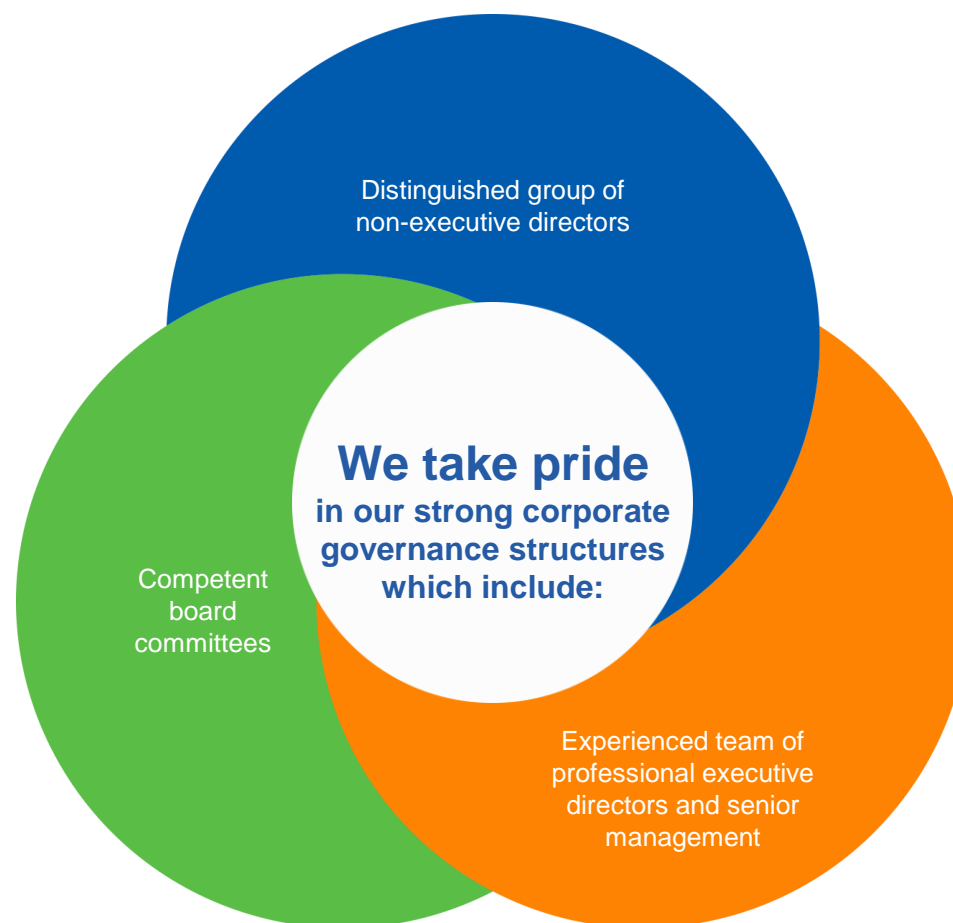 Distinguished group of
non-executive directors
We take pride
in our strong corporate
governance structures
which include:
Competent
board
committees
Experienced team of
professional executive
directors and senior
management